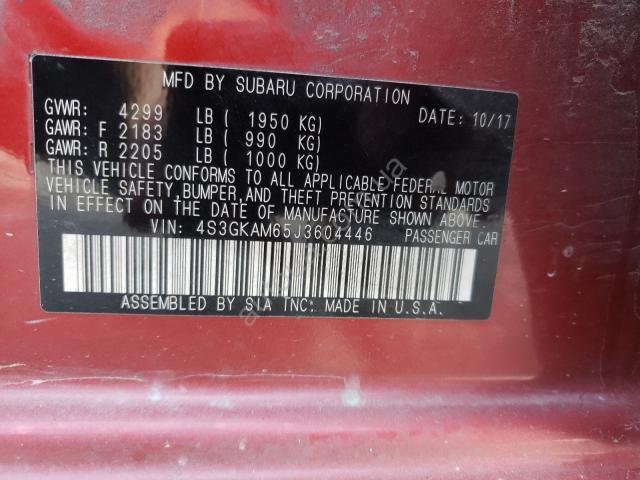 MFD BY SUBARU CORPORATION
GVWR: 4299 LB ( 1950 KG) DATE: 10/17
GAWR: F 2183 LB ( 990 KG)
GAWR: R 2205 LB ( 1000 KG)
THIS VEHICLE CONFORMS TO ALL APPLICABLE FEDERAL MOTOR
VEHICLE SAFETY, BUMPER, AND THEFT PREVENTION STANDARDS
IN EFFECT ON THE DATE OF MANUFACTURE SHOWN ABOVE.
VIN: 4S3GKAM65J3604446 PASSENGER CAR
ASSEMBLED BY SIA INC. MADE IN U.S.A.